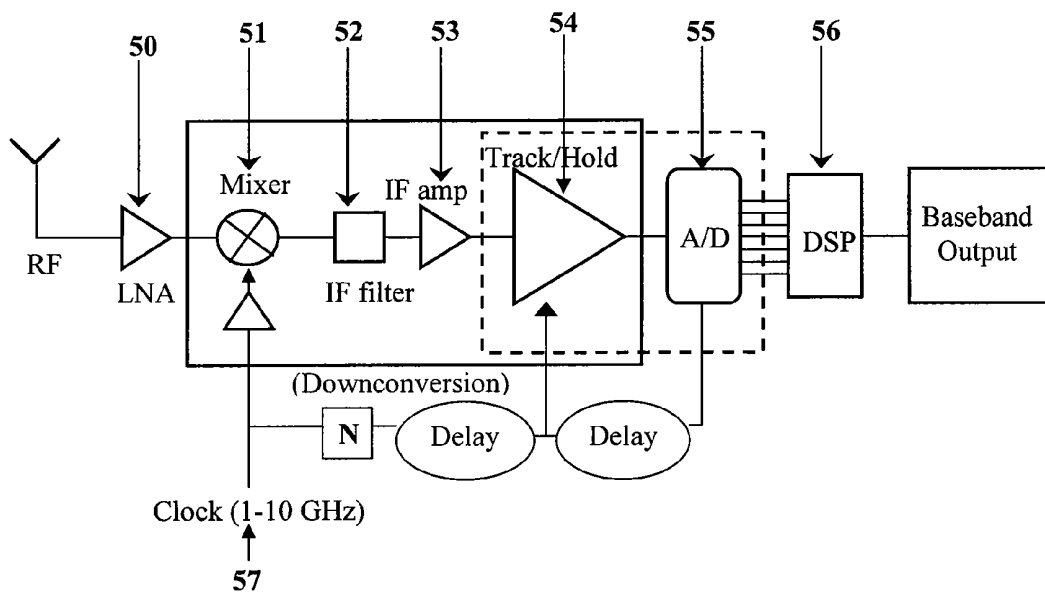 50
51
52
53
54
55
56
Track/Hold
Mixer
IF amp
A/D
DSP
Baseband
Output
RF
LNA
IF filter
(Downconversion)
N
Delay
Delay
Clock (1-10 GHz)
57